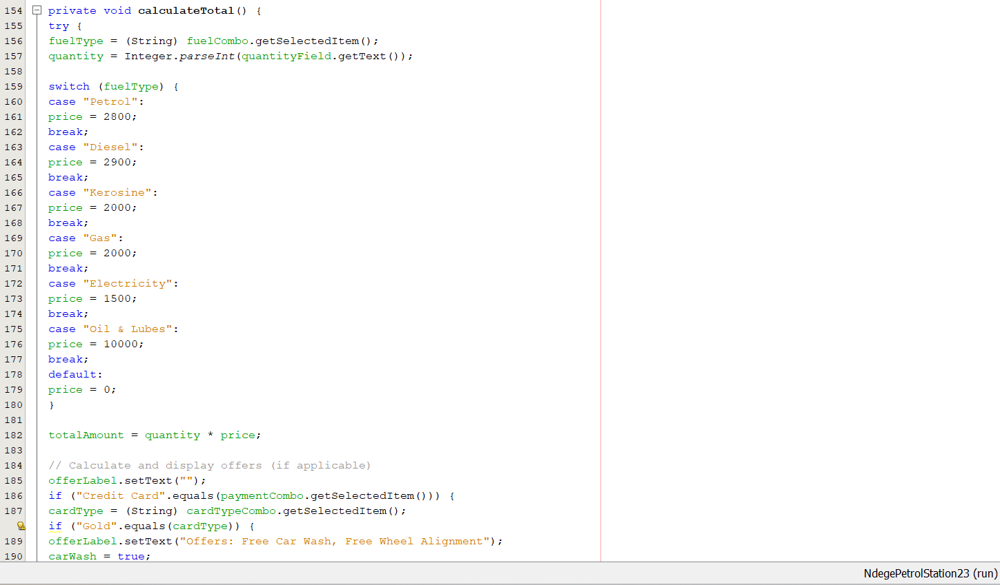 154 private void calculateTotal() {
155 try {
156 fuelType = (String) fuelCombo.getSelectedItem();
157 quantity = Integer.parseInt(quantityField.getText());
158
159 switch (fuelType) {
160 case "Petrol":
161 price = 2800;
162 break;
163 case "Diesel":
164 price = 2900;
165 break;
166 case "Kerosine":
167 price = 2000;
168 break;
169 case "Gas":
170 price = 2000;
171 break;
172 case "Electricity":
173 price = 1500;
174 break;
175 case "Oil & Lubes":
176 price = 10000;
177 break;
178 default:
179 price = 0;
180 }
181
182 totalAmount = quantity * price;
183
184 // Calculate and display offers (if applicable)
185 offerLabel.setText("");
186 if ("Credit Card".equals(paymentCombo.getSelectedItem())) {
187 cardType = (String) cardTypeCombo.getSelectedItem();
if ("Gold".equals(cardType)) {
189 offerLabel.setText("Offers: Free Car Wash, Free Wheel Alignment");
190 carWash = true;
NdegePetrolStation23 (run)